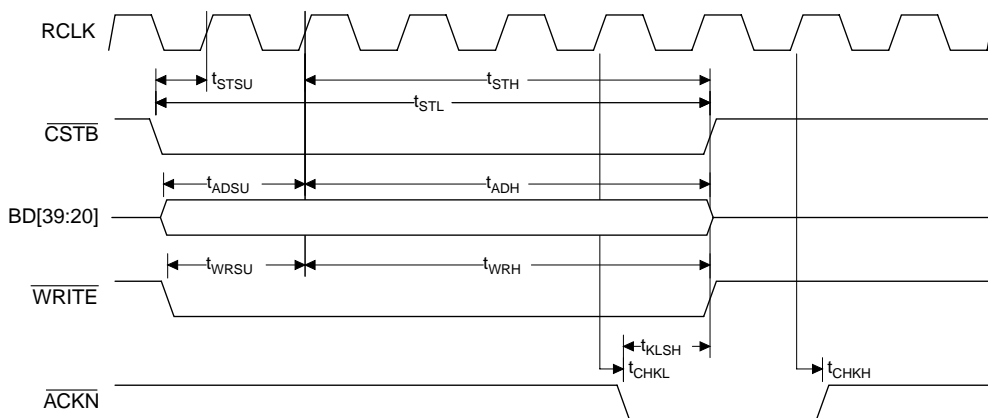 RCLK
tSTSU
tSTH
tSTL
CSTB
tADSU
tADH
BD[39:20]
tWRSU
tWRH
WRITE
tKLSH
tCHKL
tCHKH
ACKN